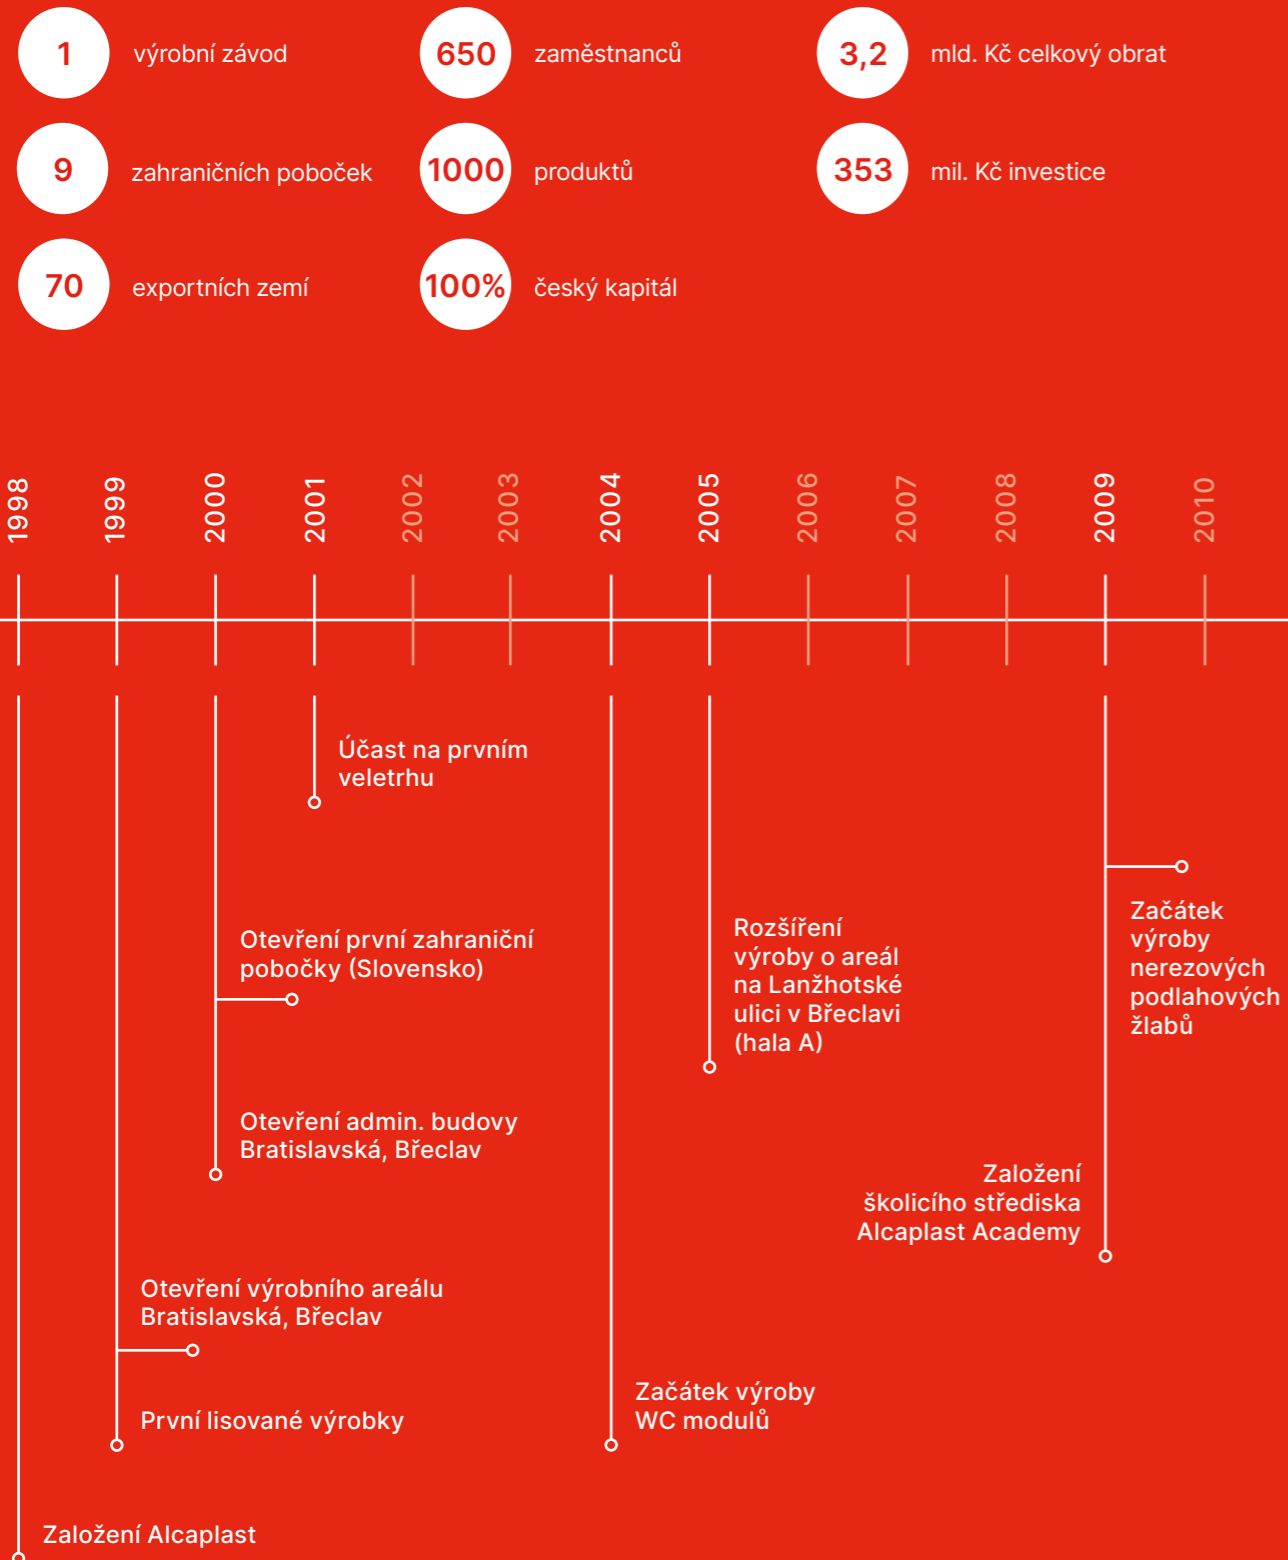 1 výrobní závod
650 zaměstnanců
3,2 mld. Kč celkový obrat
9 zahraničních poboček
1000 produktů
353 mil. Kč investice
70 exportních zemí
100% český kapitál
1998
1999
2000
2001
2002
2003
2004
2005
2006
2007
2008
2009
2010
Účast na prvním
veletrhu
Otevření první zahraniční
pobočky (Slovensko)
Otevření admin. budovy
Bratislavská, Břeclav
Otevření výrobního areálu
Bratislavská, Břeclav
První lisované výrobky
Založení Alcaplast
Začátek výroby
WC modulů
Rozšíření
výroby o areál
na Lanžhotské
ulici v Břeclavi
(hala A)
Začátek
výroby
nerezových
podlahových
žlabů
Založení
školicího střediska
Alcaplast Academy